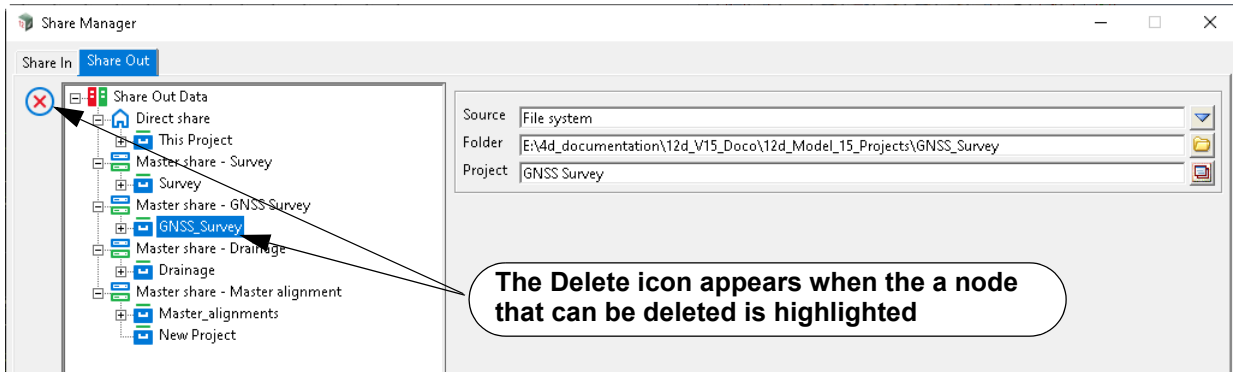 Share Manager
Share In
Share Out
Share Out Data
Direct share
This Project
Master share - Survey
Survey
Master share - GNSS Survey
GNSS_Survey
Master share - Drainage
Drainage
Master share - Master alignment
Master_alignments
New Project
Source File system
Folder E:\4d_documentation\12d_V15_Doco\12d_Model_15_Projects\GNSS_Survey
Project GNSS Survey
The Delete icon appears when the a node
that can be deleted is highlighted